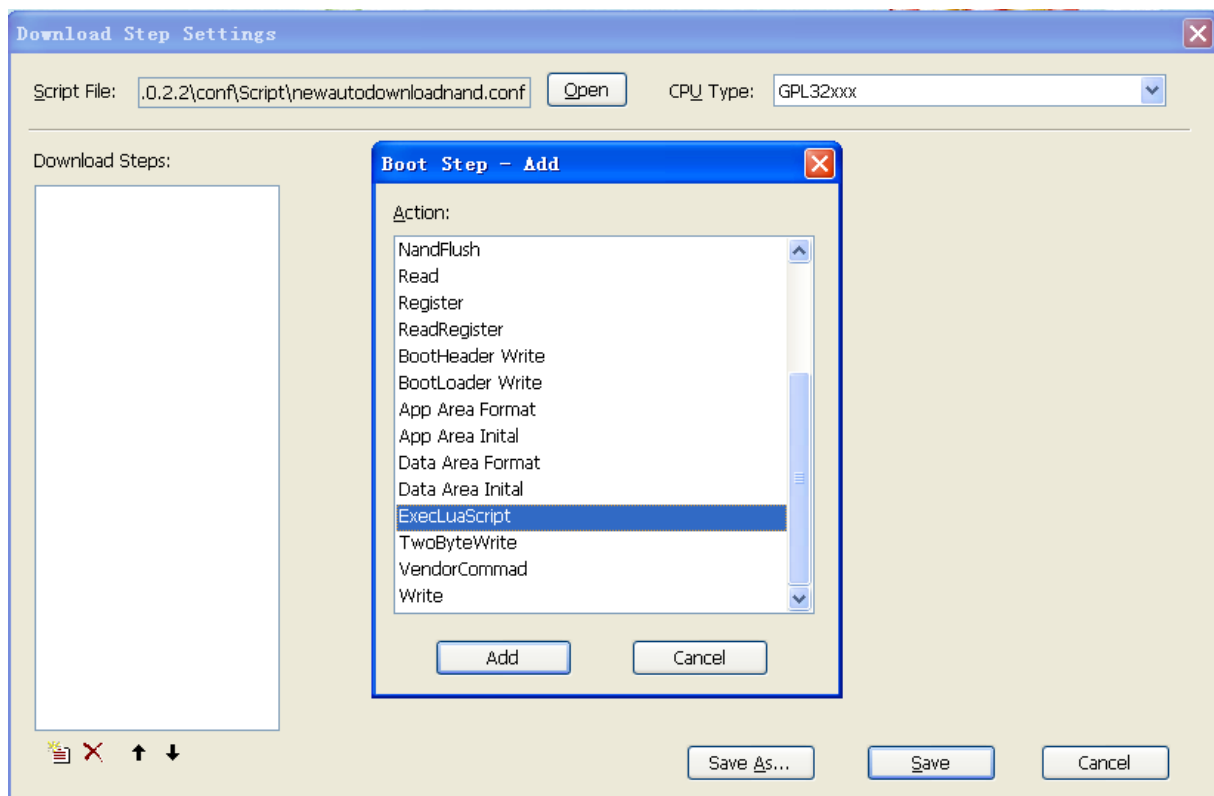 Download Step Settings
Script File: .0.2.2\conf\Script\newautodownloadnand.conf Open CPU Type: GPL32xxx
Download Steps:
Boot Step - Add
Action:
NandFlush
Read
Register
ReadRegister
BootHeader Write
BootLoader Write
App Area Format
App Area Inital
Data Area Format
Data Area Inital
ExecLuaScript
TwoByteWrite
VendorCommad
Write
Add Cancel
Save As... Save Cancel